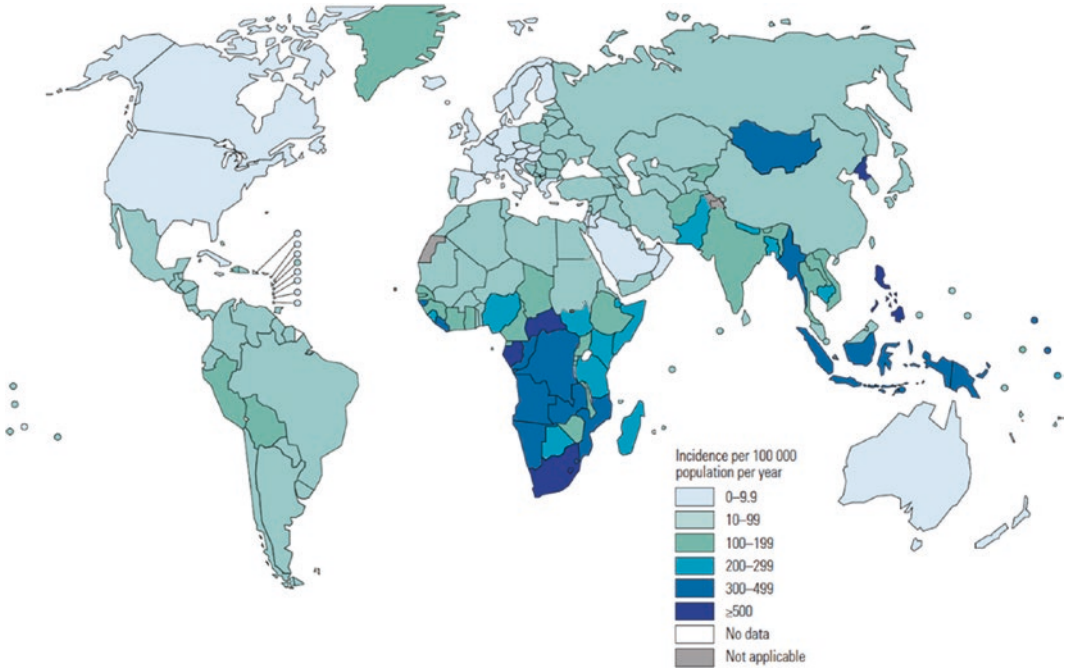 Incidence per 100 000
population per year
0–9.9
10–99
100–199
200–299
300–499
≥500
No data
Not applicable